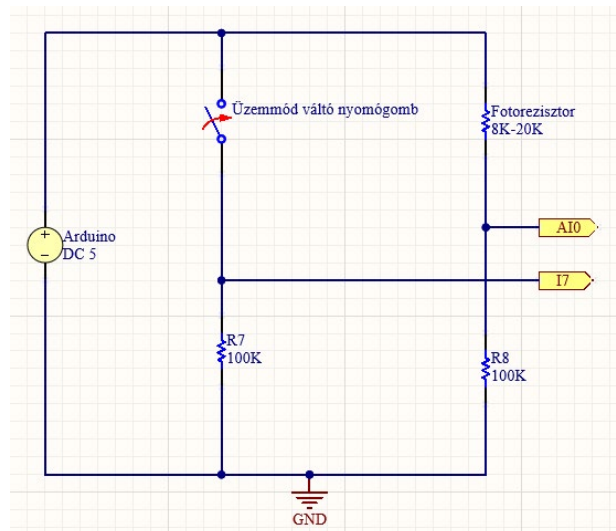 Üzemmód váltó nyomógomb
Fotorezisztor
8K-20K
Arduino
DC 5
AI0
I7
R7
100K
R8
100K
GND